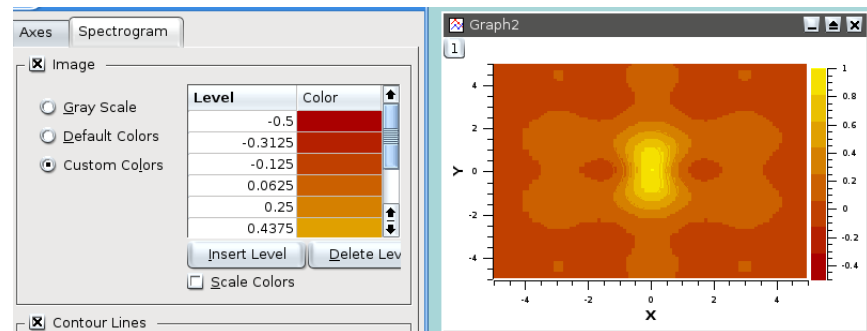 Axes Spectrogram
Image
Gray Scale
Default Colors
Custom Colors
Level Color
-0.5
-0.3125
-0.125
0.0625
0.25
0.4375
Insert Level Delete Lev
Scale Colors
Contour Lines
Graph2
1
Y
4
2
0
-2
-4
-4 -2 0 2 4
X
1
0.8
0.6
0.4
0.2
0
-0.2
-0.4